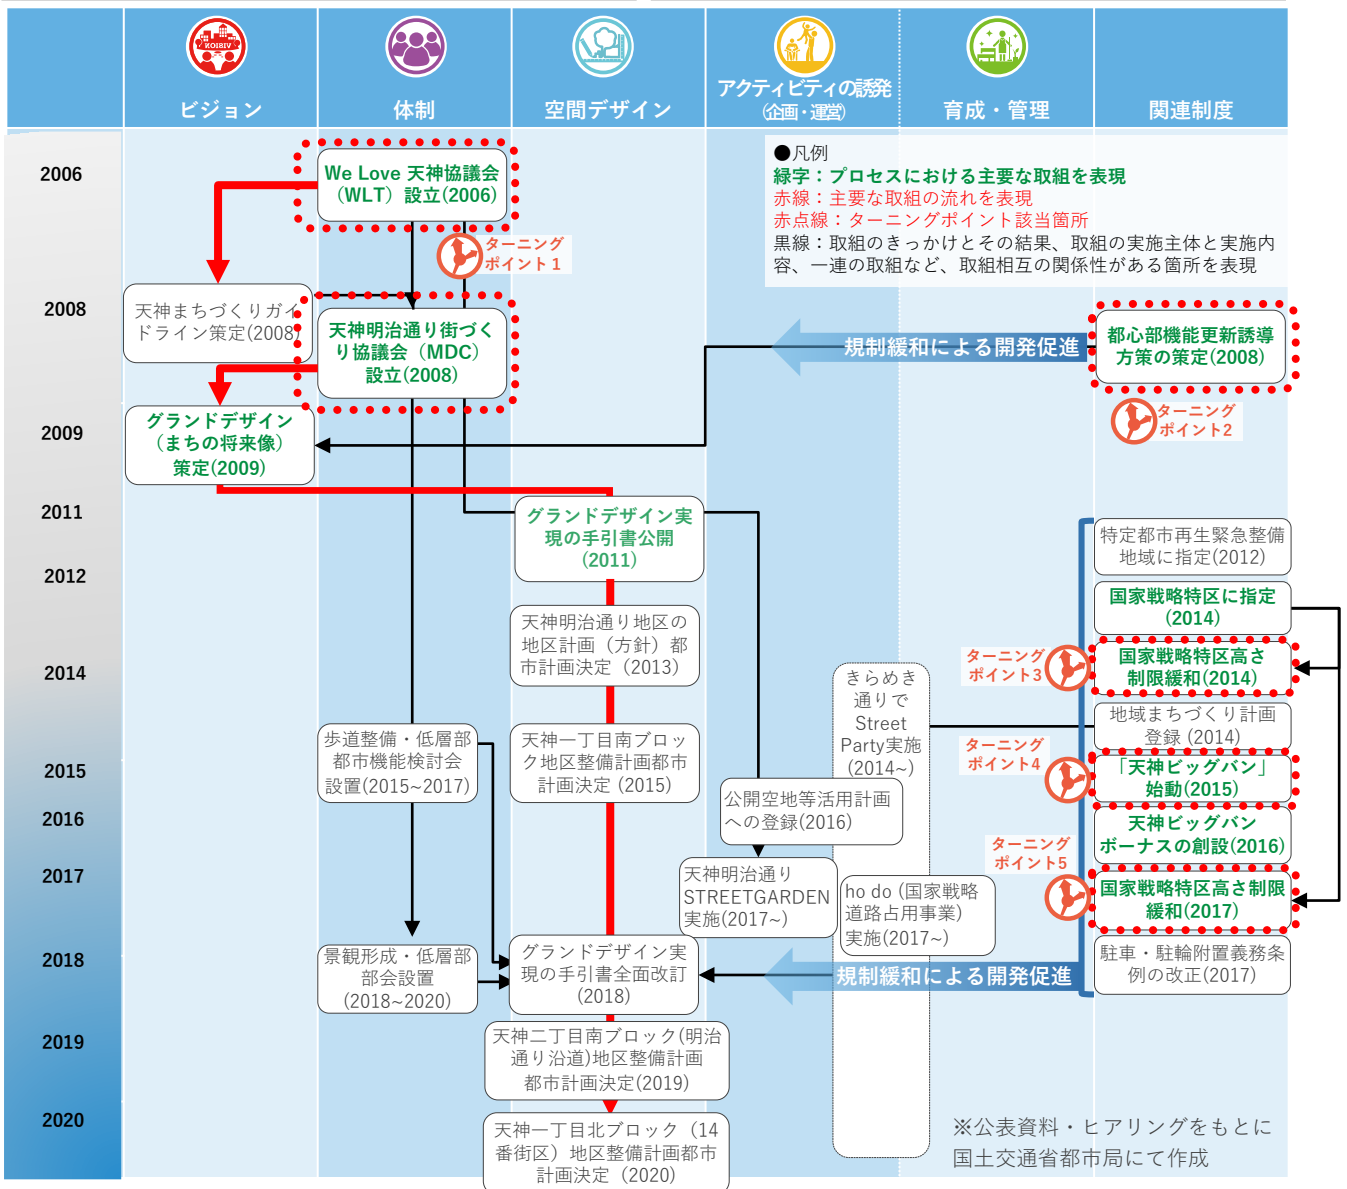 VISION
ビジョン
体制
空間デザイン
アクティビティの誘発
(企画・運営)
育成・管理
関連制度
●凡例
緑字：プロセスにおける主要な取組を表現
赤線：主要な取組の流れを表現
赤点線：ターニングポイント該当箇所
黒線：取組のきっかけとその結果、取組の実施主体と実施内
容、一連の取組など、取組相互の関係性がある箇所を表現
2006
We Love 天神協議会
（WLT）設立(2006)
ターニング
ポイント１
2008
天神まちづくりガイ
ドライン策定(2008)
天神明治通り街づく
り協議会（MDC）
設立(2008)
規制緩和による開発促進
都心部機能更新誘導
方策の策定(2008)
ターニング
ポイント2
2009
グランドデザイン
（まちの将来像）
策定(2009)
2011
グランドデザイン実
現の手引書公開
(2011)
特定都市再生緊急整備
地域に指定(2012)
2012
国家戦略特区に指定
(2014)
天神明治通り地区の
地区計画（方針）都
市計画決定（2013）
ターニング
ポイント3
国家戦略特区高さ
制限緩和(2014)
2014
きらめき
通りで
Street
Party実施
(2014~)
地域まちづくり計画
登録 (2014)
歩道整備・低層部
都市機能検討会
設置(2015~2017)
天神一丁目南ブロッ
ク地区整備計画都市
計画決定（2015）
ターニング
ポイント4
「天神ビッグバン」
始動(2015)
2015
公開空地等活用計画
への登録(2016)
2016
天神ビッグバン
ボーナスの創設(2016)
ターニング
ポイント5
2017
天神明治通り
STREETGARDEN
実施(2017~)
ho do (国家戦略
道路占用事業)
実施(2017~)
国家戦略特区高さ制限
緩和(2017)
2018
景観形成・低層部
部会設置
(2018~2020)
グランドデザイン実
現の手引書全面改訂
(2018)
規制緩和による開発促進
駐車・駐輪附置義務条
例の改正(2017)
2019
天神二丁目南ブロック(明治
通り沿道)地区整備計画
都市計画決定(2019)
2020
天神一丁目北ブロック（14
番街区）地区整備計画都市
計画決定（2020）
※公表資料・ヒアリングをもとに
国土交通省都市局にて作成